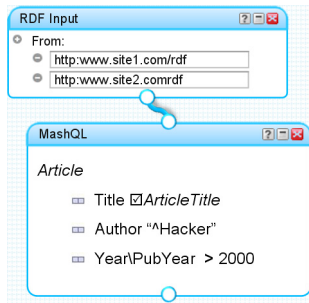 RDF Input
From:
http:www.site1.com/rdf
http:www.site2.comrdf
MashQL
Article
Title ☑ArticleTitle
Author “^Hacker”
Year\PubYear > 2000